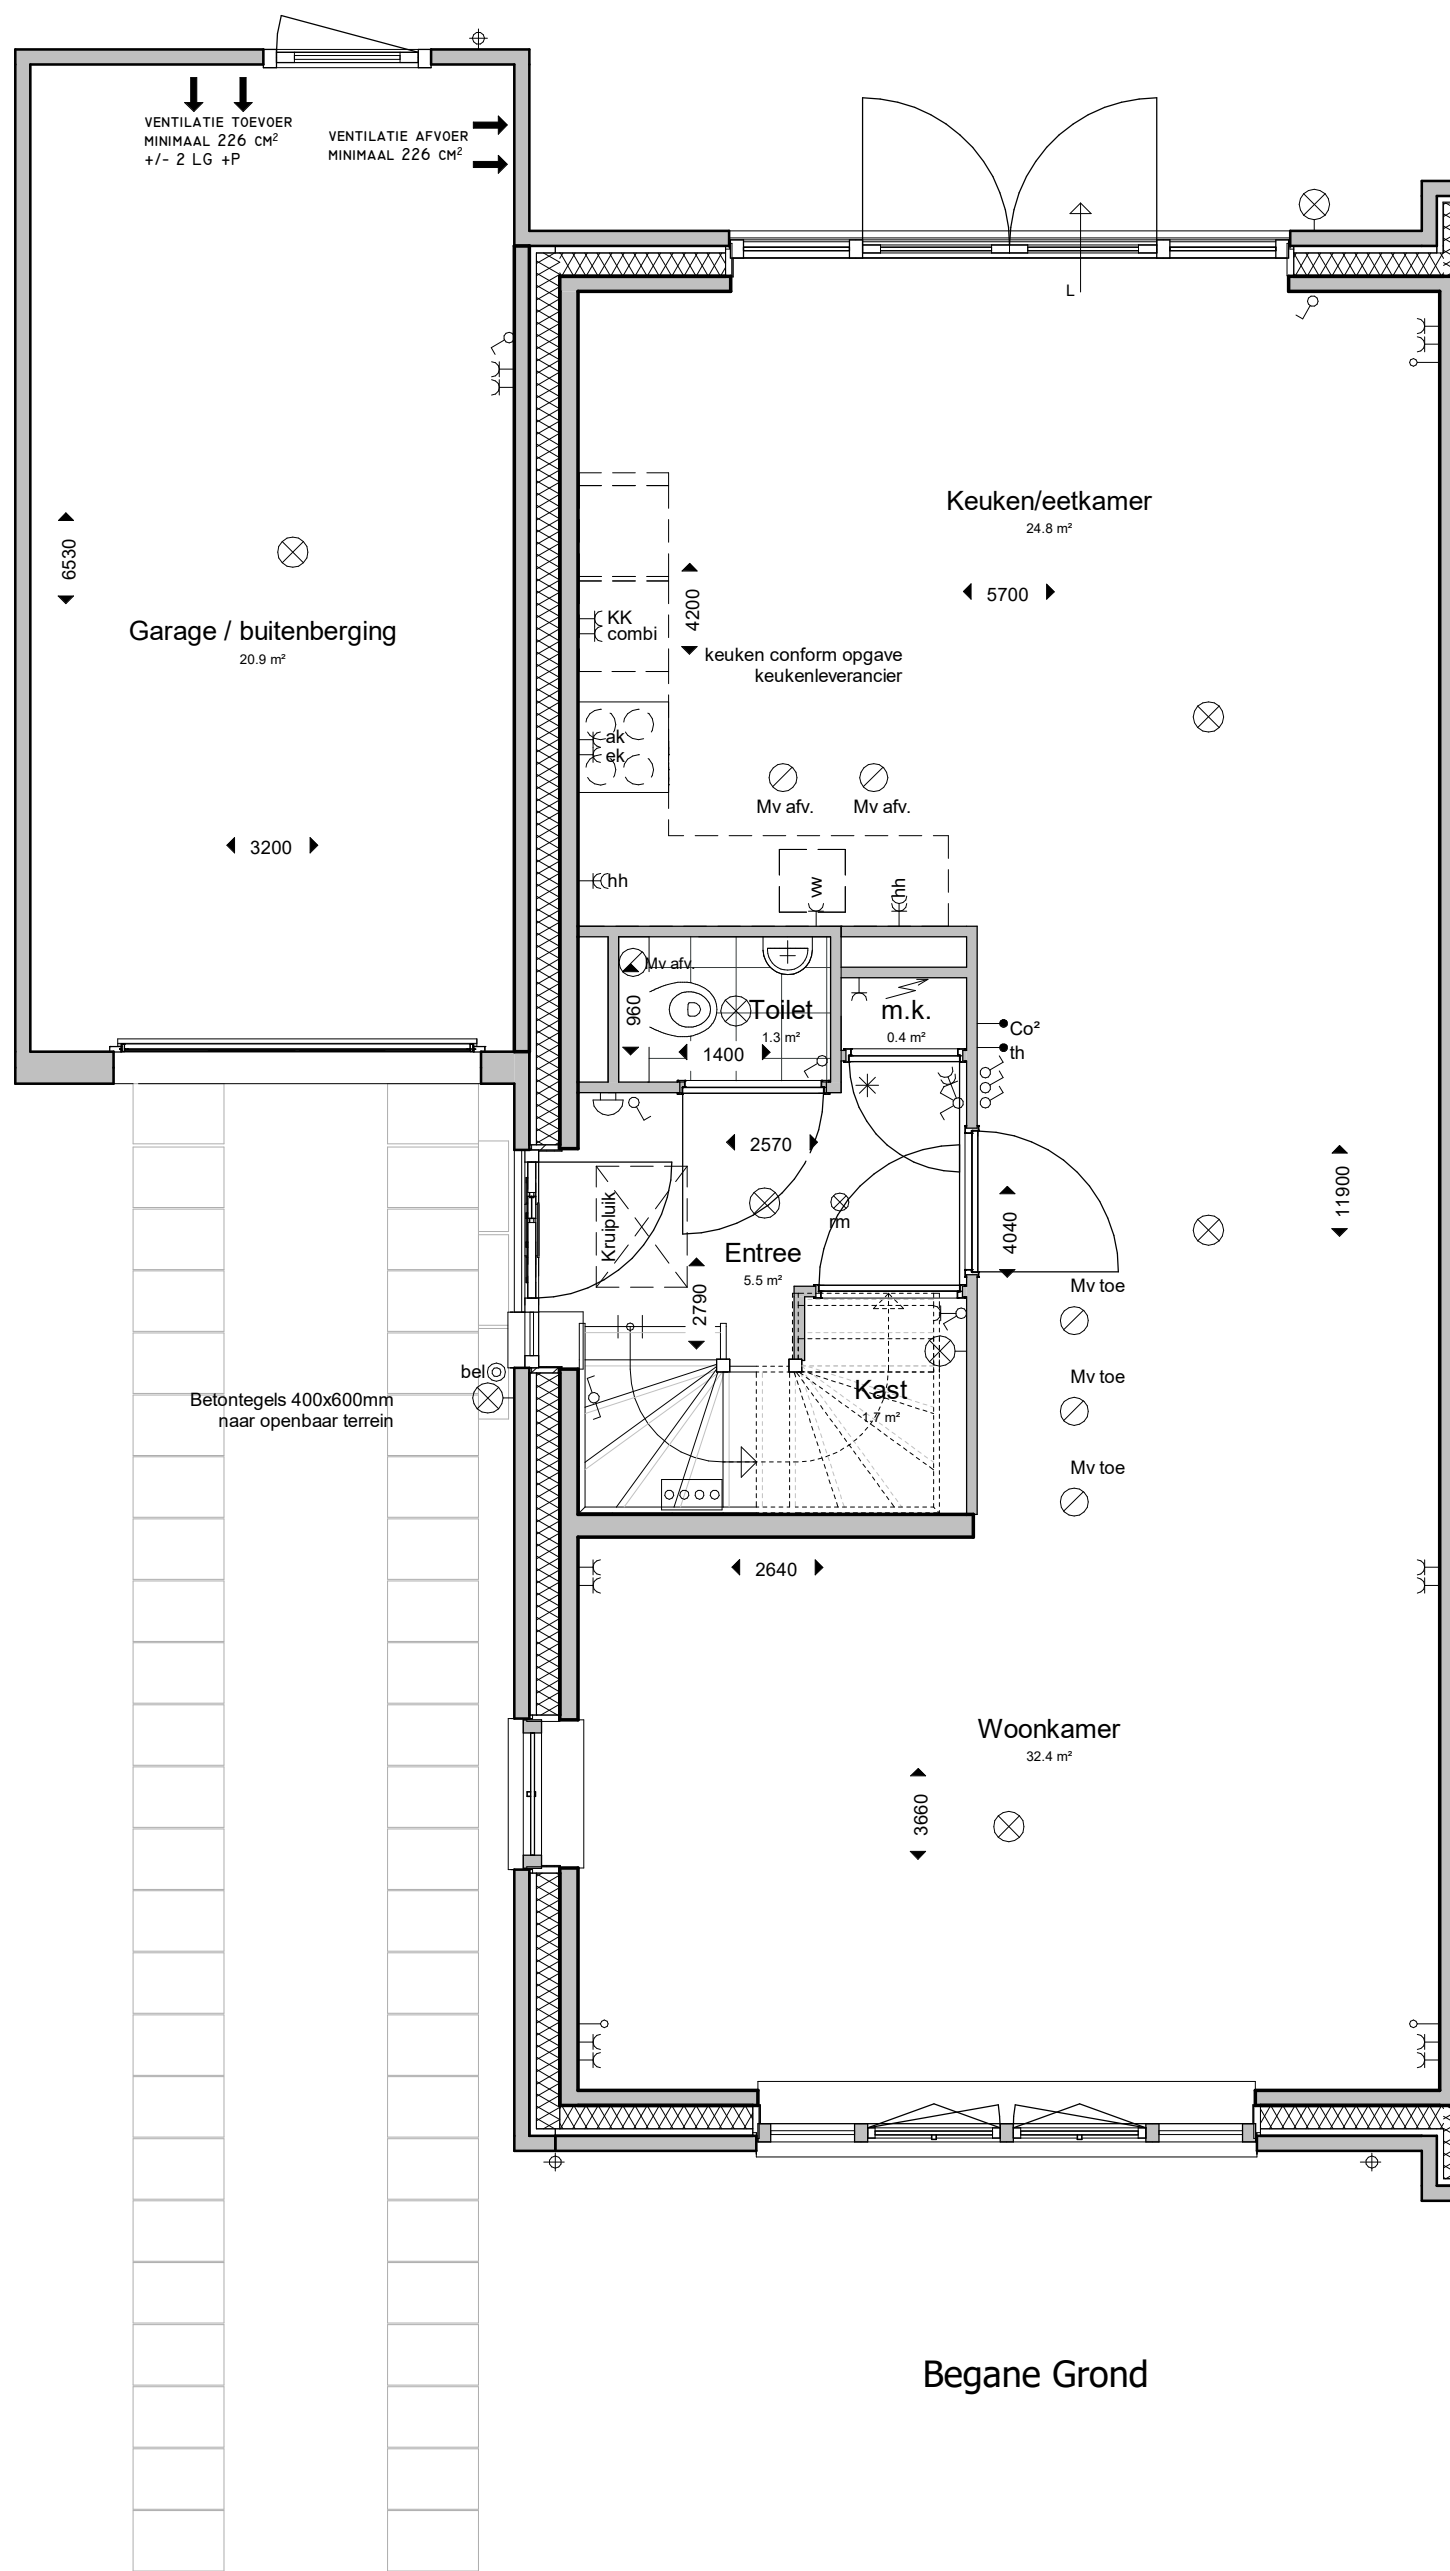 VENTILATIE TOEVOER
MINIMAAL 226 CM²
+/- 2 LG +P
VENTILATIE AFVOER
MINIMAAL 226 CM²
L
Keuken/eetkamer
24.8 m²
5700
6530
4200
KK
combi
Garage / buitenberging
20.9 m²
keuken conform opgave
keukenleverancier
ak
ek
Mv afv.
Mv afv.
3200
hh
vw
hh
Mv afv.
960
Toilet
1.3 m²
1400
m.k.
0.4 m²
Co²
th
2570
11900
Kruipluik
rm
4040
Entree
5.5 m²
2790
Mv toe
bel
Mv toe
Kast
1.7 m²
Betontegels 400x600mm
naar openbaar terrein
Mv toe
2640
Woonkamer
32.4 m²
3660
Begane Grond